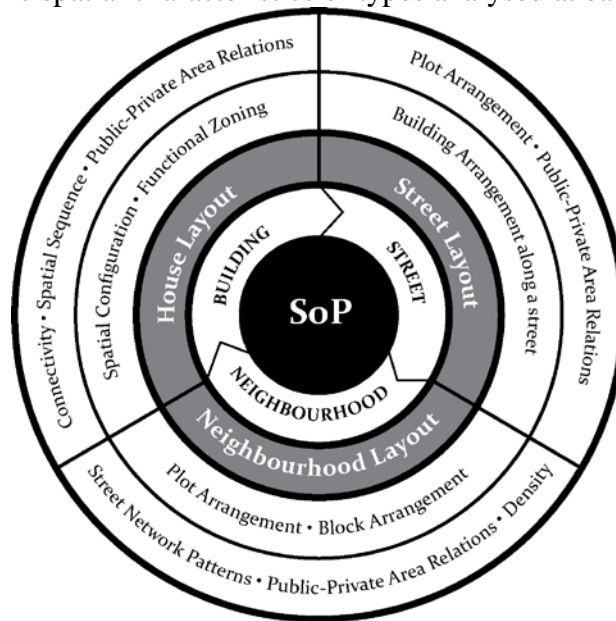 Connectivity • Spatial Sequence • Public-Private Area Relations
Plot Arrangement • Public-Private Area Relations
Street Network Patterns • Public-Private Area Relations • Density
Spatial Configuration • Functional Zoning
Building Arrangement along a street
Plot Arrangement • Block Arrangement
House Layout
Street Layout
Neighbourhood Layout
BUILDING
STREET
NEIGHBOURHOOD
SoP